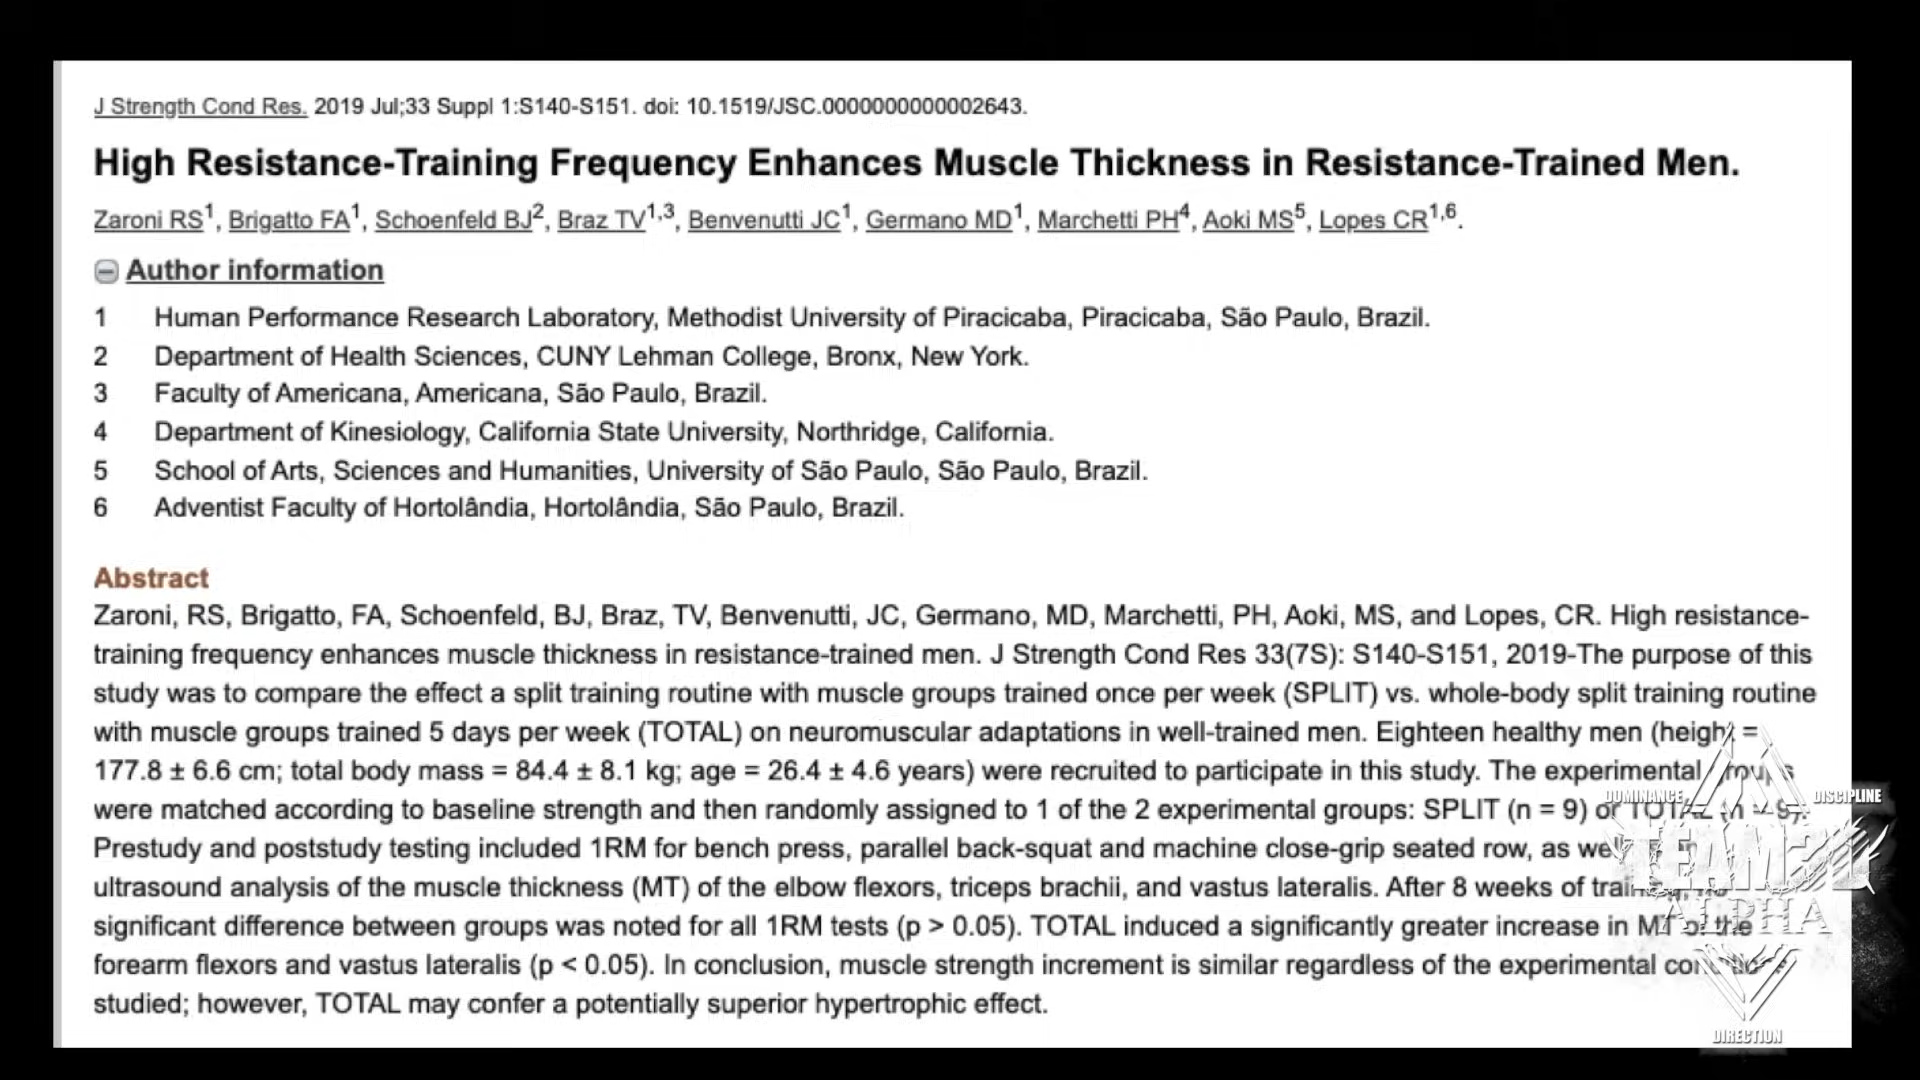 J Strength Cond Res. 2019 Jul;33 Suppl 1:S140-S151. doi: 10.1519/JSC.0000000000002643.
High Resistance-Training Frequency Enhances Muscle Thickness in Resistance-Trained Men.
Zaroni RS1, Brigatto FA1, Schoenfeld BJ2, Braz TV1,3, Benvenutti JC1, Germano MD1, Marchetti PH4, Aoki MS5, Lopes CR1,6.
Author information
1 Human Performance Research Laboratory, Methodist University of Piracicaba, Piracicaba, São Paulo, Brazil.
2 Department of Health Sciences, CUNY Lehman College, Bronx, New York.
3 Faculty of Americana, Americana, São Paulo, Brazil.
4 Department of Kinesiology, California State University, Northridge, California.
5 School of Arts, Sciences and Humanities, University of São Paulo, São Paulo, Brazil.
6 Adventist Faculty of Hortolândia, Hortolândia, São Paulo, Brazil.
Abstract
Zaroni, RS, Brigatto, FA, Schoenfeld, BJ, Braz, TV, Benvenutti, JC, Germano, MD, Marchetti, PH, Aoki, MS, and Lopes, CR. High resistance-
training frequency enhances muscle thickness in resistance-trained men. J Strength Cond Res 33(7S): S140-S151, 2019-The purpose of this
study was to compare the effect a split training routine with muscle groups trained once per week (SPLIT) vs. whole-body split training routine
with muscle groups trained 5 days per week (TOTAL) on neuromuscular adaptations in well-trained men. Eighteen healthy men (height =
177.8 ± 6.6 cm; total body mass = 84.4 ± 8.1 kg; age = 26.4 ± 4.6 years) were recruited to participate in this study. The experimental groups
were matched according to baseline strength and then randomly assigned to 1 of the 2 experimental groups: SPLIT (n = 9) or TOTAL (n = 9).
Prestudy and poststudy testing included 1RM for bench press, parallel back-squat and machine close-grip seated row, as well
ultrasound analysis of the muscle thickness (MT) of the elbow flexors, triceps brachii, and vastus lateralis. After 8 weeks of training, no
significant difference between groups was noted for all 1RM tests (p > 0.05). TOTAL induced a significantly greater increase in MT of the
forearm flexors and vastus lateralis (p < 0.05). In conclusion, muscle strength increment is similar regardless of the experimental conditions
studied; however, TOTAL may confer a potentially superior hypertrophic effect.
DOMINANCE
DISCIPLINE
TEAM3D
ALPHA
DIRECTION